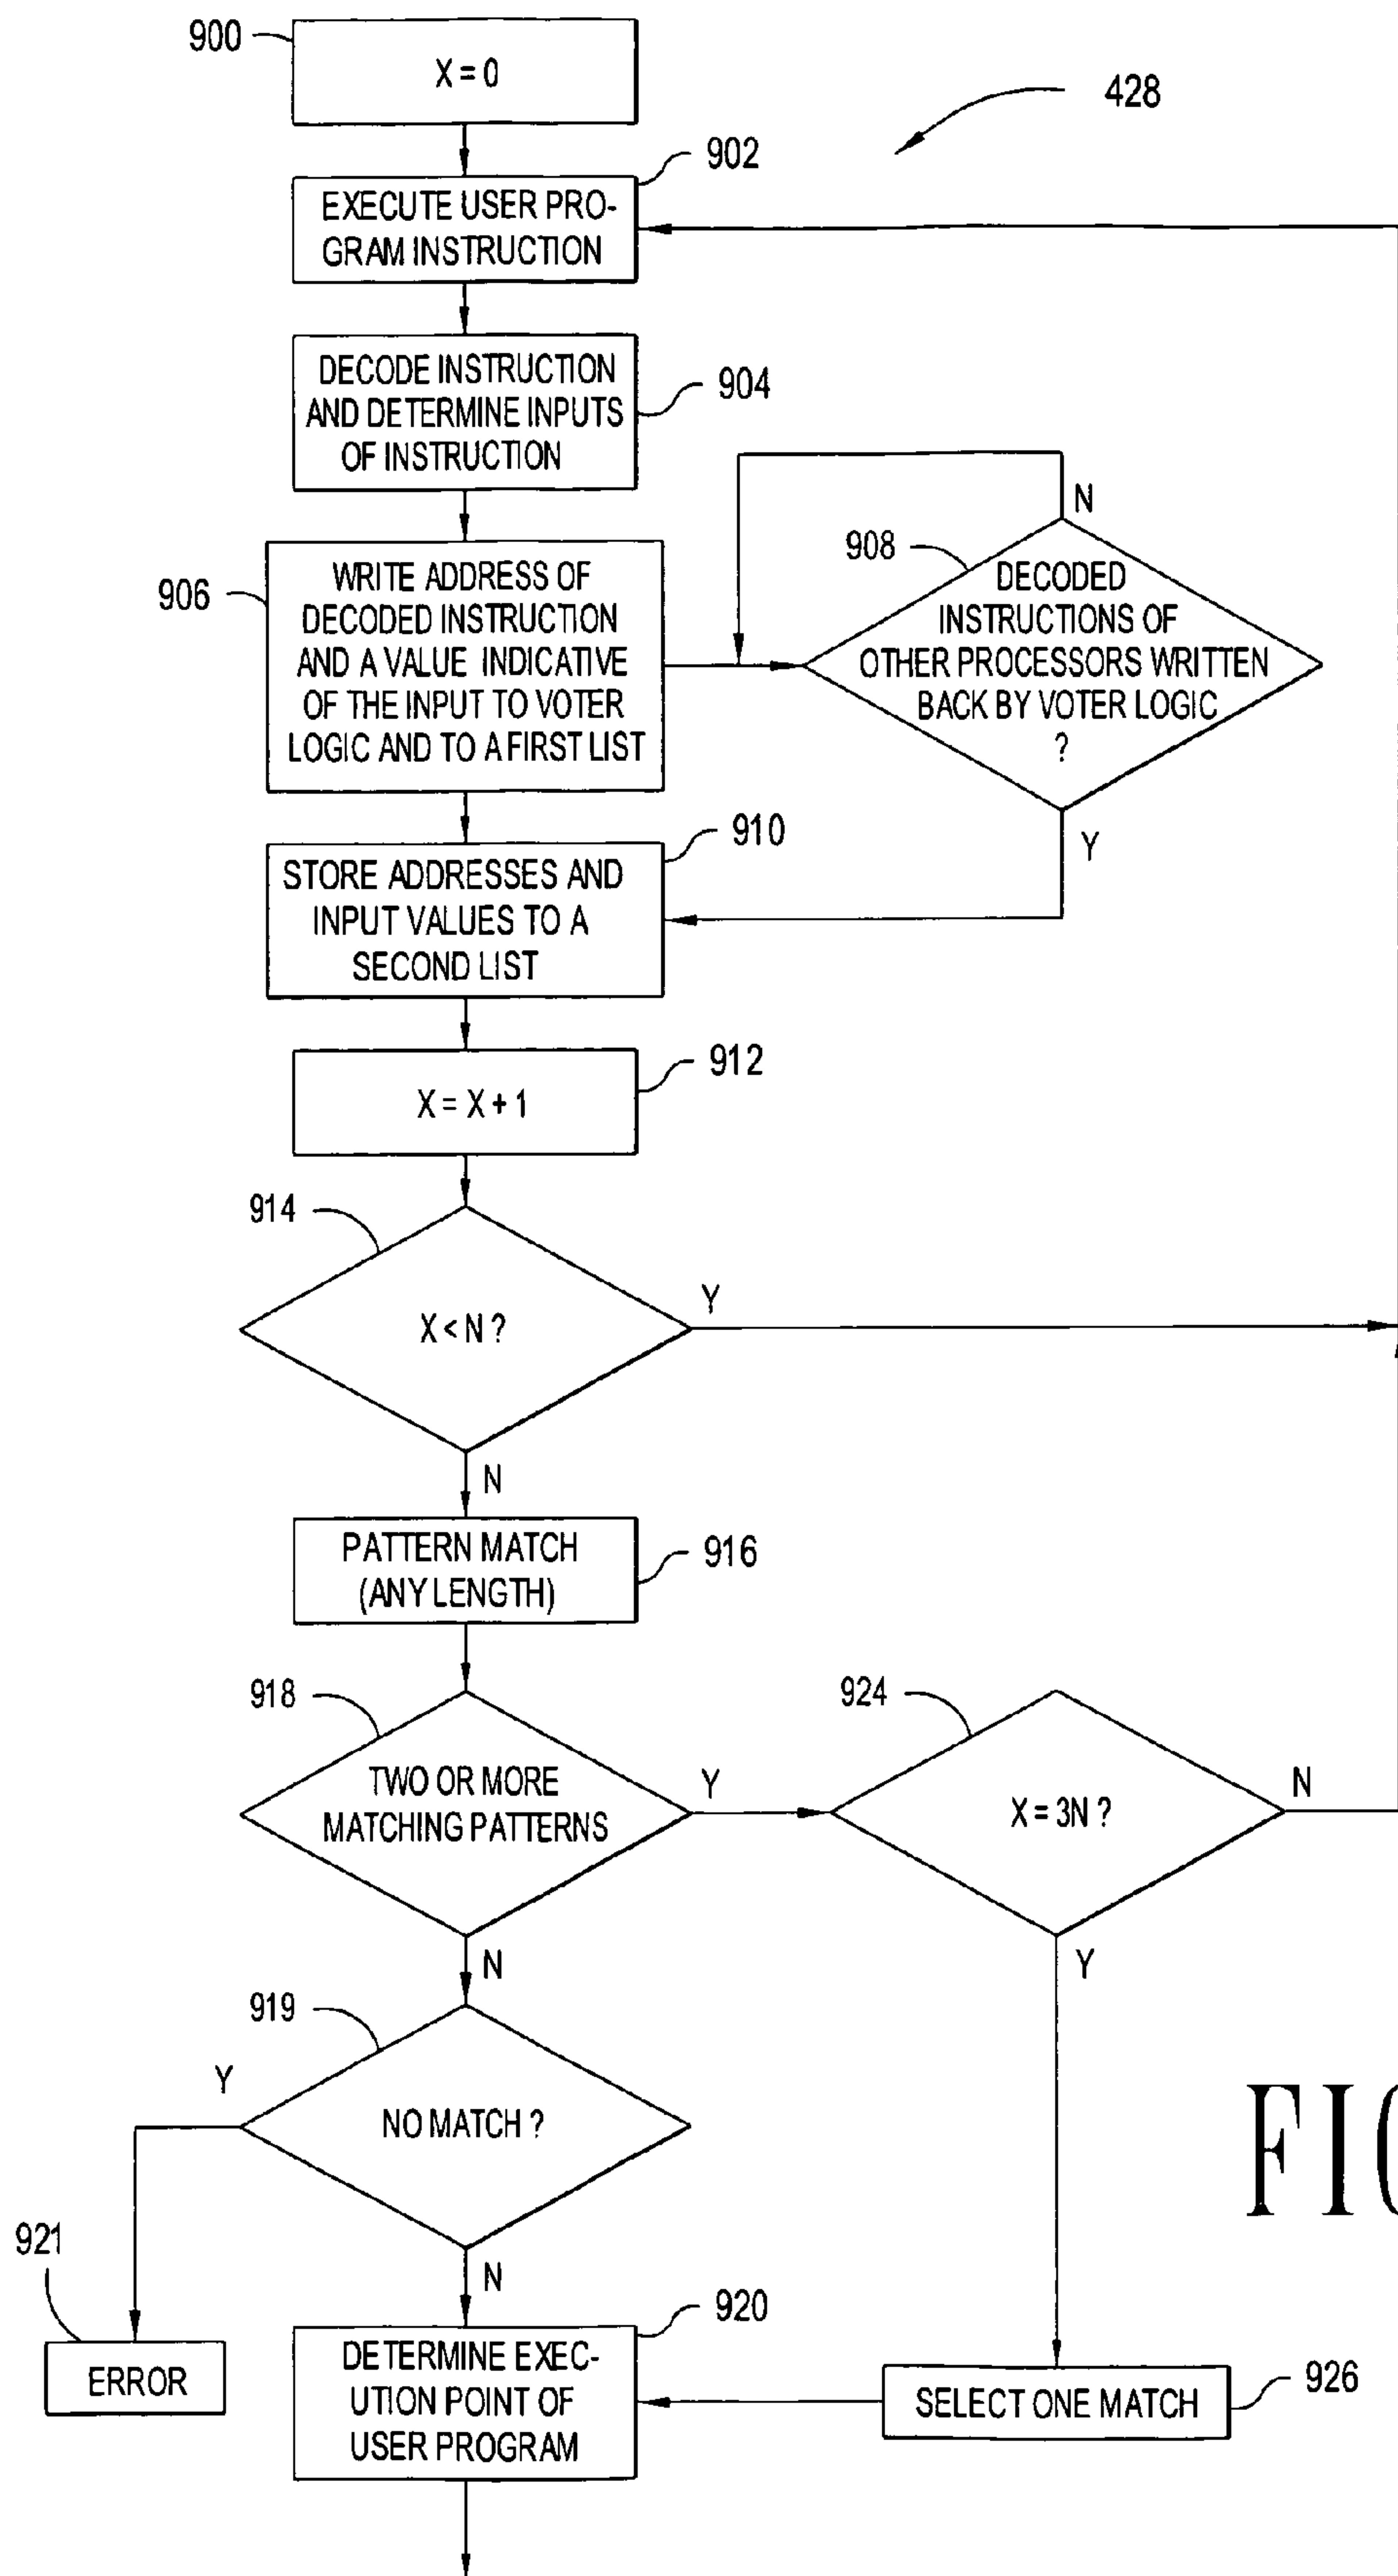 900
X = 0
428
902
EXECUTE USER PRO-
GRAM INSTRUCTION
DECODE INSTRUCTION
AND DETERMINE INPUTS
OF INSTRUCTION
904
N
906
WRITE ADDRESS OF
DECODED INSTRUCTION
AND A VALUE INDICATIVE
OF THE INPUT TO VOTER
LOGIC AND TO A FIRST LIST
908
DECODED
INSTRUCTIONS OF
OTHER PROCESSORS WRITTEN
BACK BY VOTER LOGIC
?
Y
910
STORE ADDRESSES AND
INPUT VALUES TO A
SECOND LIST
912
X = X + 1
914
X < N ?
Y
N
PATTERN MATCH
(ANY LENGTH)
916
918
TWO OR MORE
MATCHING PATTERNS
Y
924
X = 3N ?
N
N
Y
919
Y
NO MATCH ?
FIG
921
N
ERROR
920
DETERMINE EXEC-
UTION POINT OF
USER PROGRAM
SELECT ONE MATCH
926